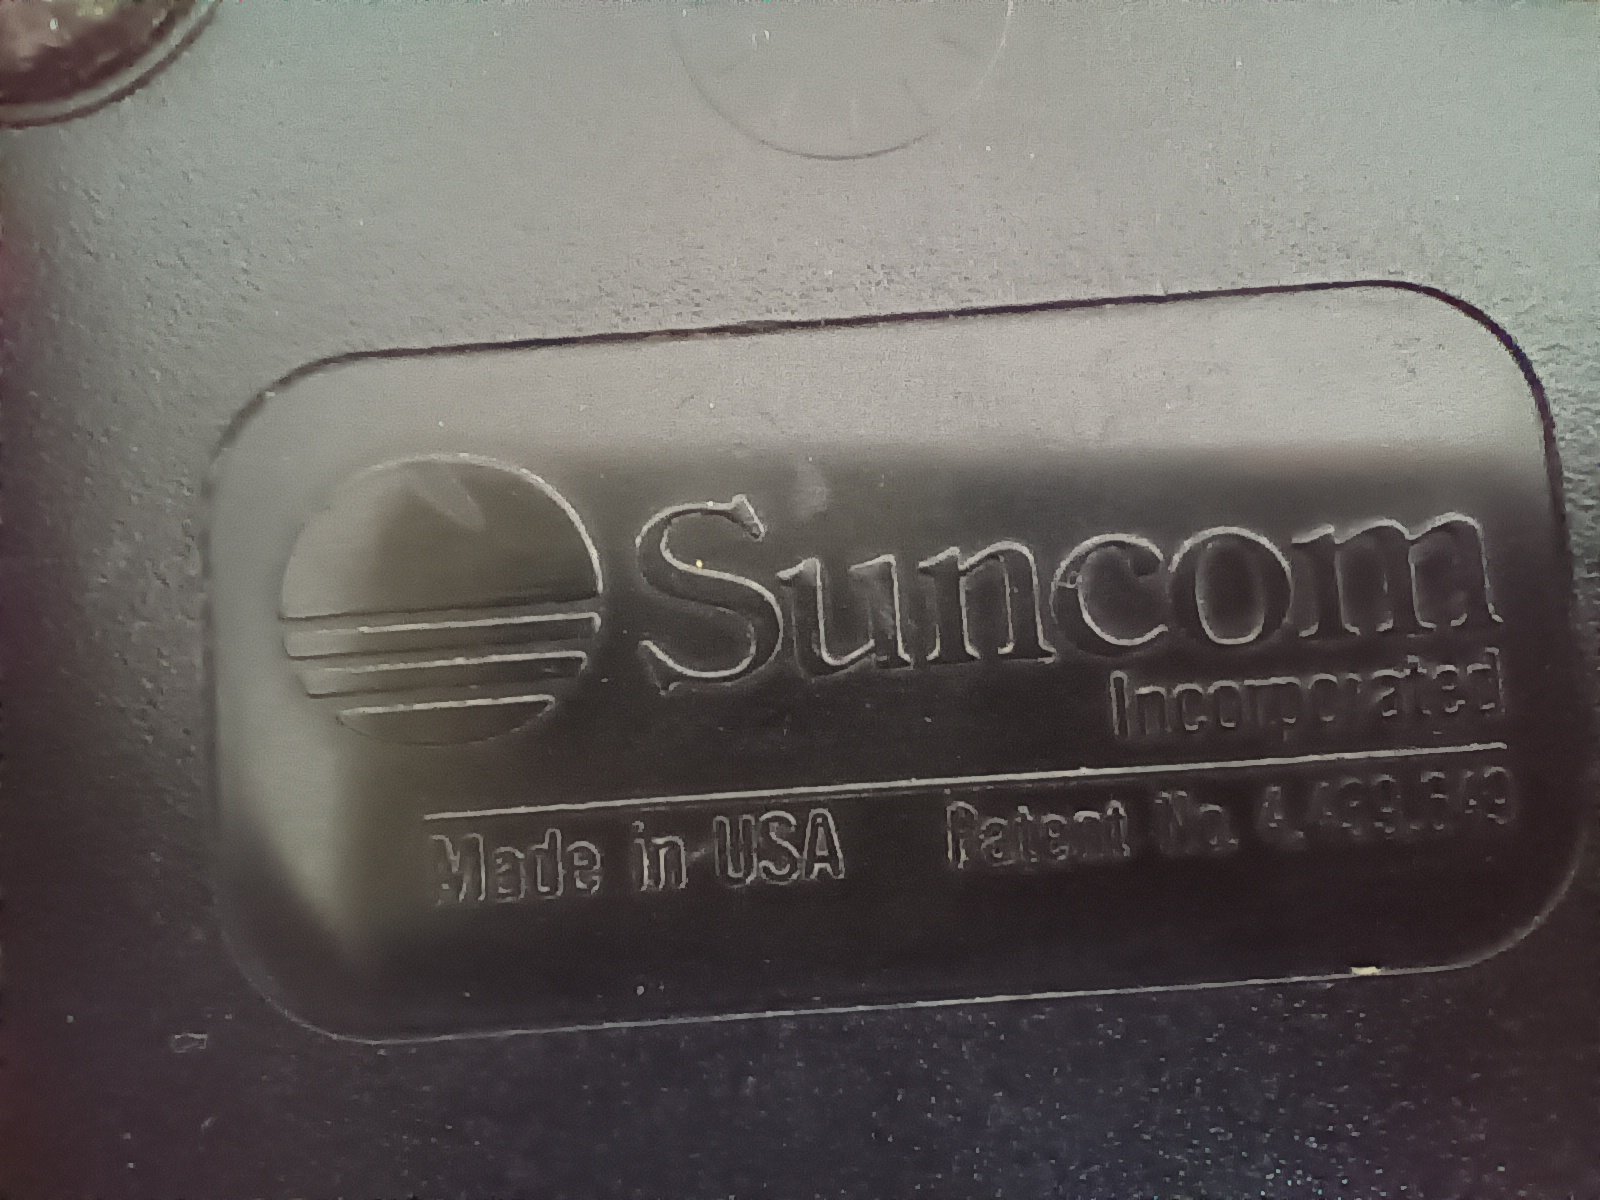 Suncom
Incorporated
Made in USA Patent No.